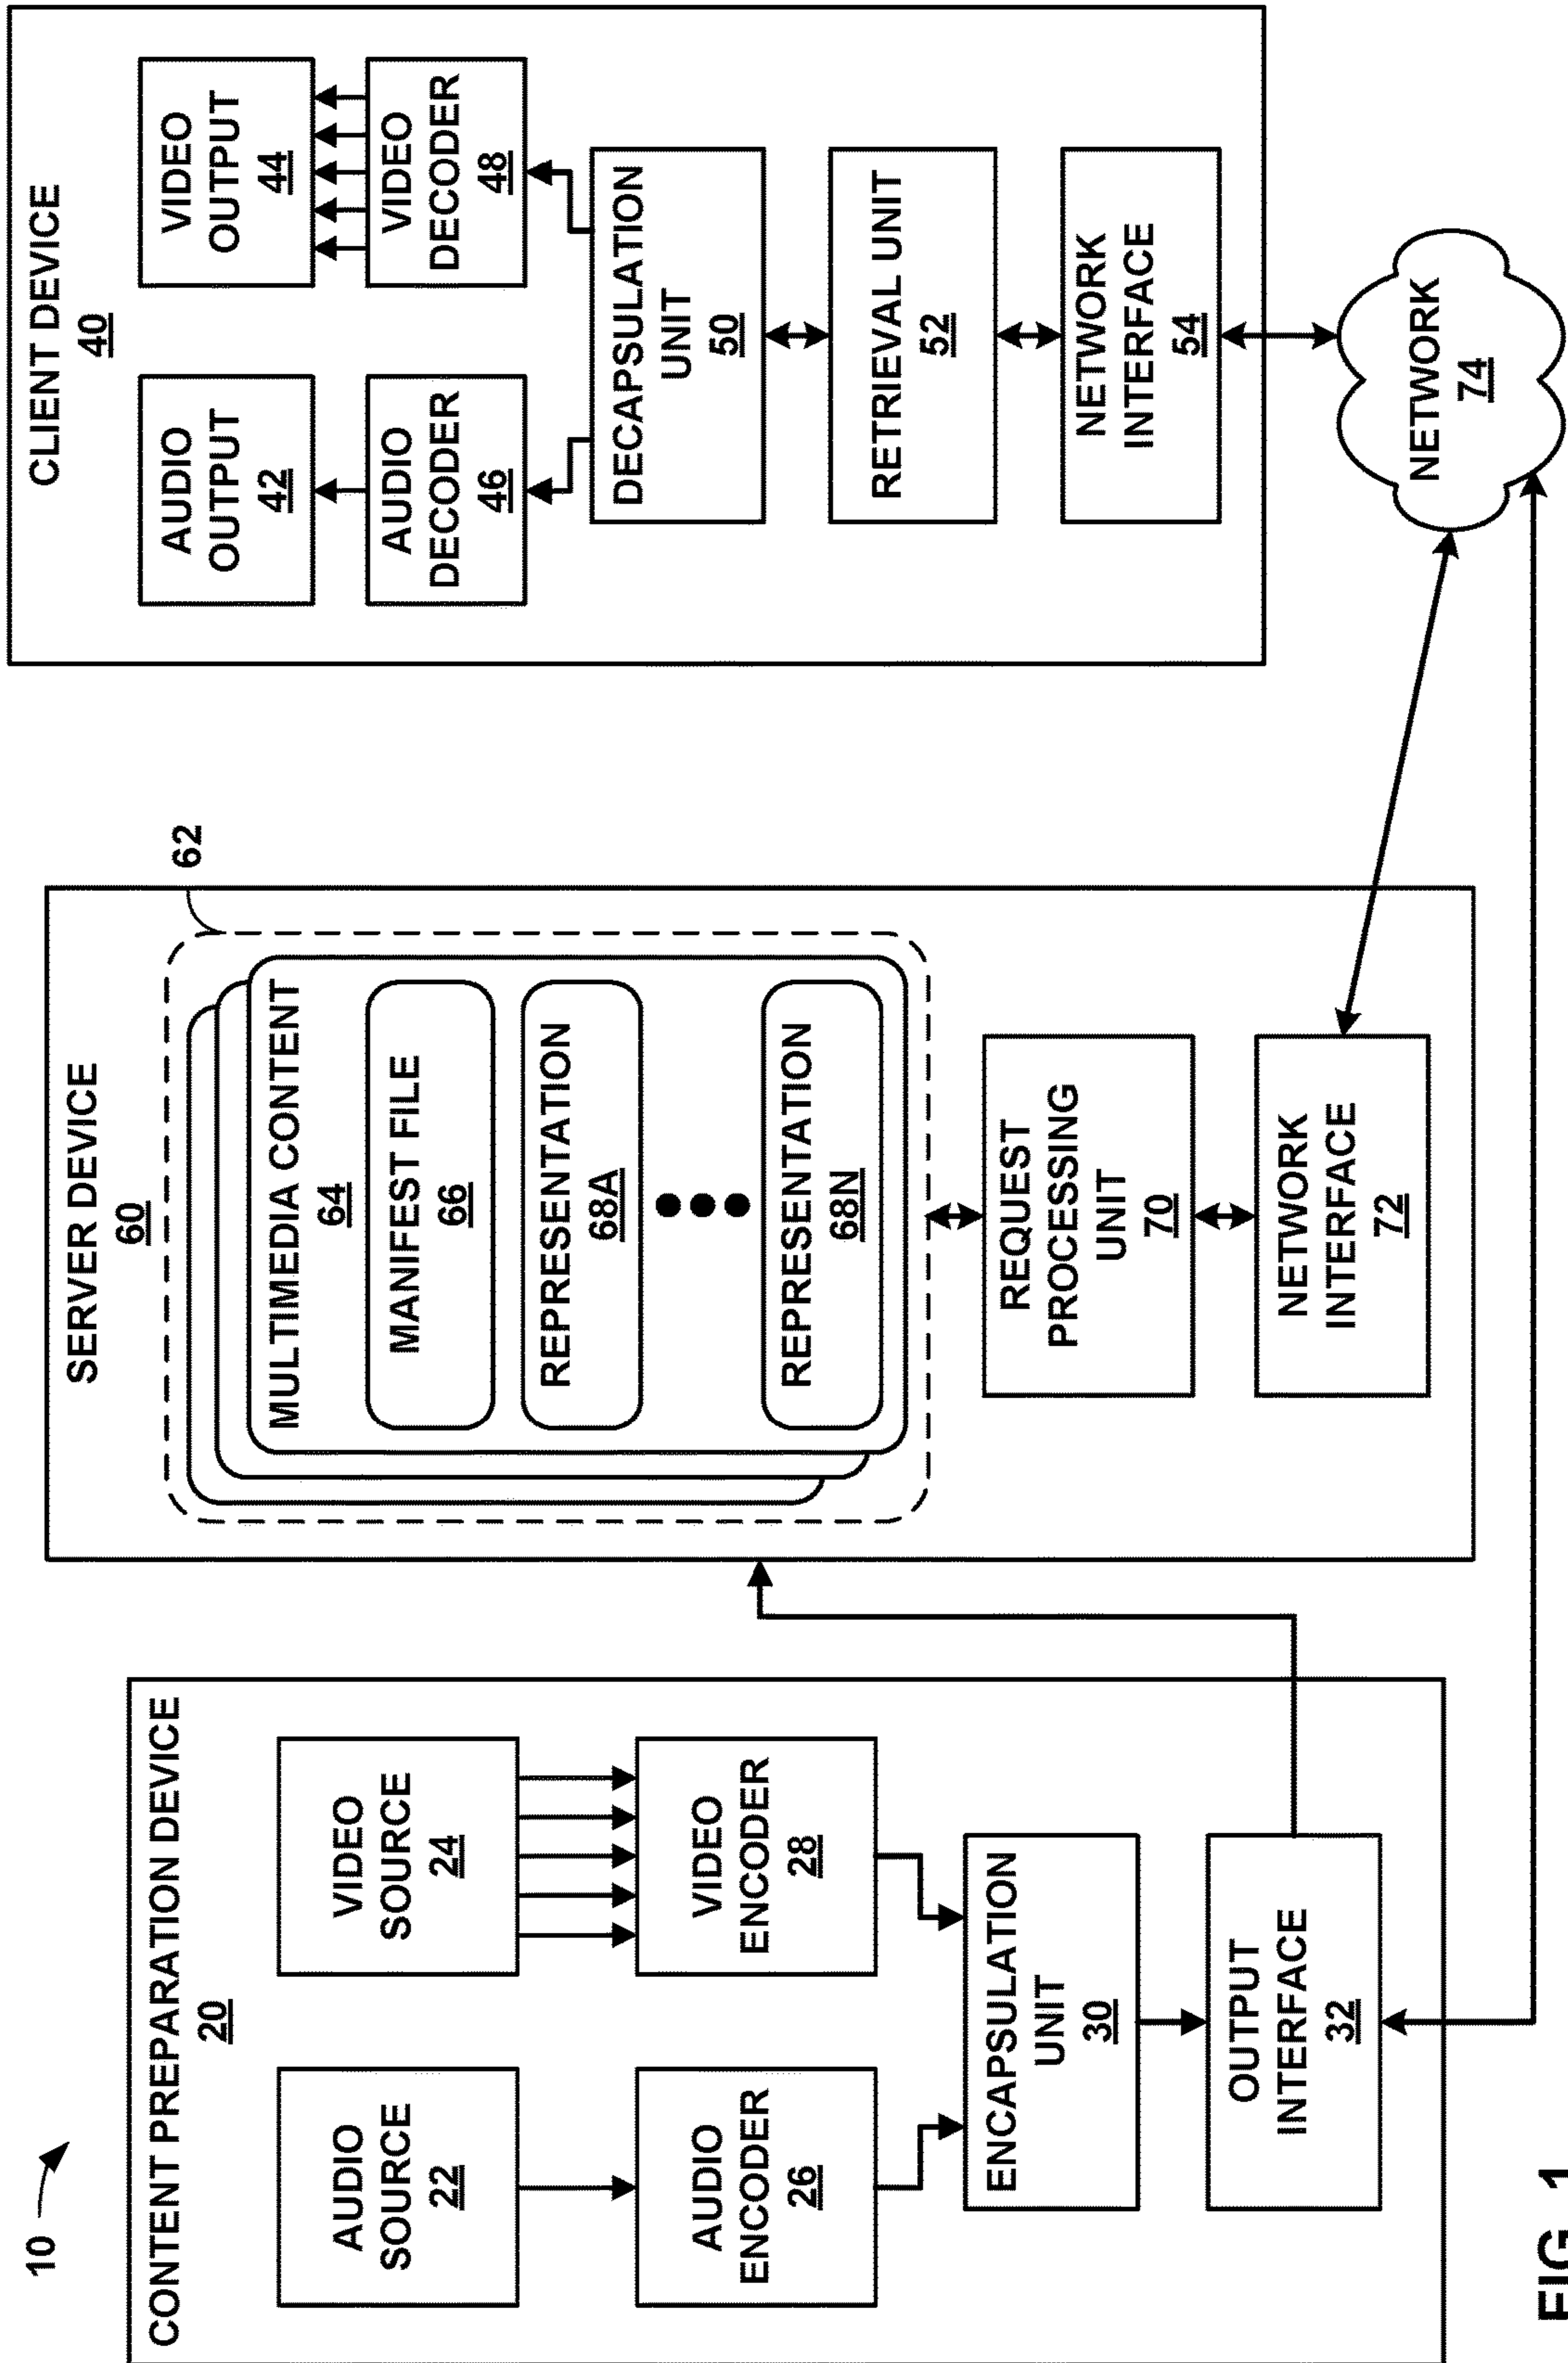 10
CONTENT PREPARATION DEVICE
20
AUDIO
SOURCE
22
VIDEO
SOURCE
24
AUDIO
ENCODER
26
VIDEO
ENCODER
28
ENCAPSULATION
UNIT
30
OUTPUT
INTERFACE
32
SERVER DEVICE
60
62
MULTIMEDIA CONTENT
64
MANIFEST FILE
66
REPRESENTATION
68A
REPRESENTATION
68N
REQUEST
PROCESSING
UNIT
70
NETWORK
INTERFACE
72
CLIENT DEVICE
40
AUDIO
OUTPUT
42
VIDEO
OUTPUT
44
AUDIO
DECODER
46
VIDEO
DECODER
48
DECAPSULATION
UNIT
50
RETRIEVAL UNIT
52
NETWORK
INTERFACE
54
NETWORK
74
FIG. 1